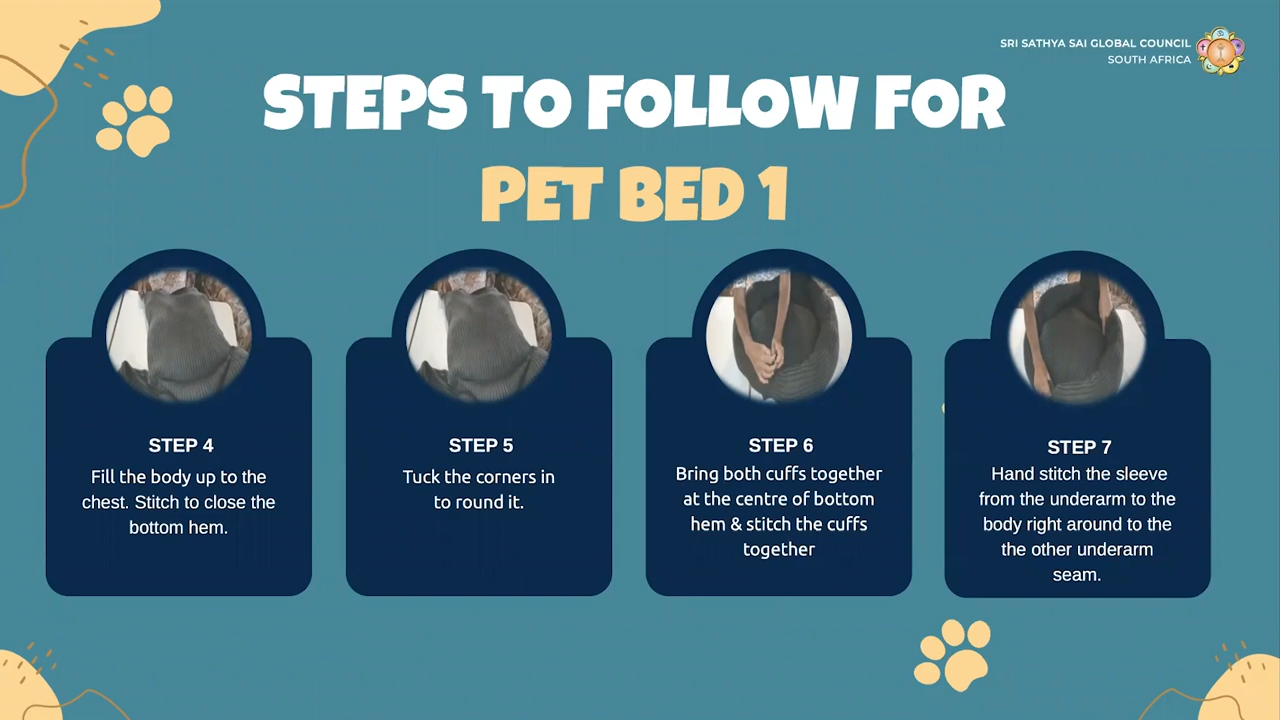 SRI SATHYA SAI GLOBAL COUNCIL
SOUTH AFRICA
STEPS TO FOLLOW FOR
PET BED 1
STEP 4
Fill the body up to the
chest. Stitch to close the
bottom hem.
STEP 5
Tuck the corners in
to round it.
STEP 6
Bring both cuffs together
at the centre of bottom
hem & stitch the cuffs
together
STEP 7
Hand stitch the sleeve
from the underarm to the
body right around to the
the other underarm
seam.